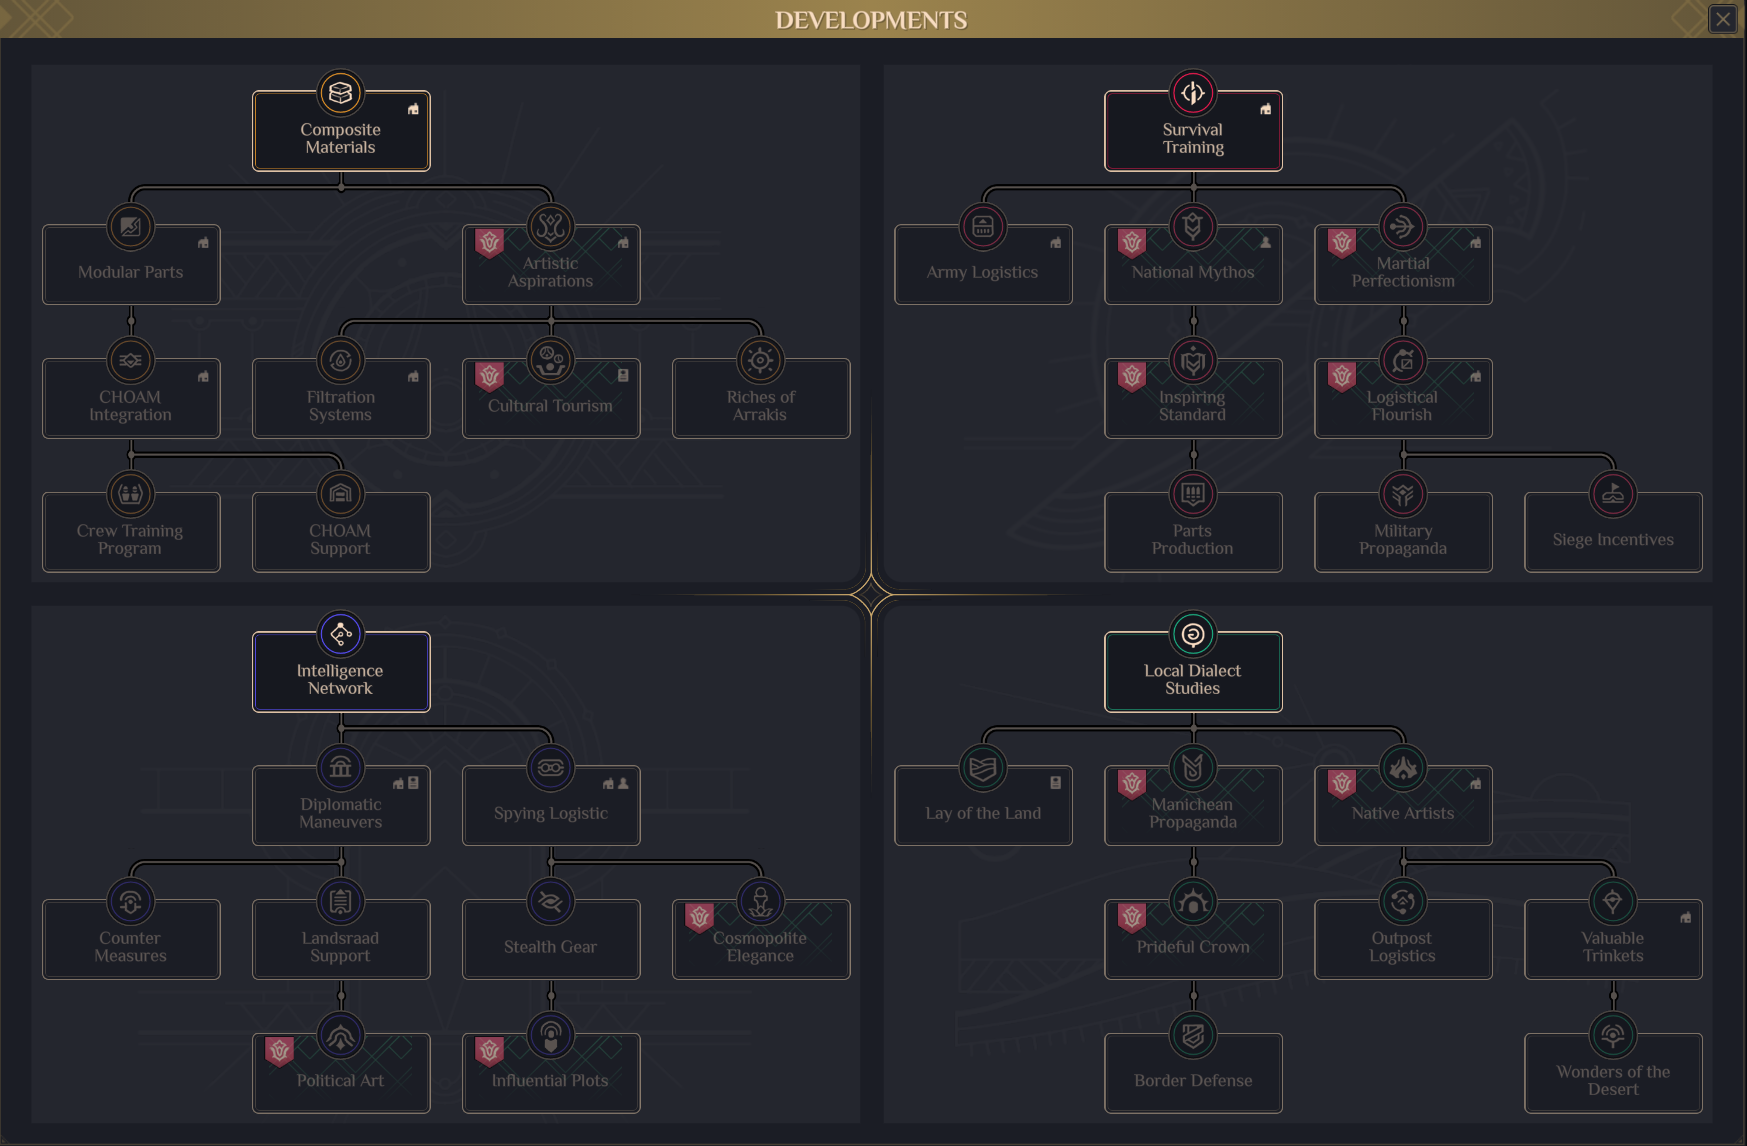 DEVELOPMENTS
Composite
Materials
Modular Parts
Artistic
Aspirations
CHOAM
Integration
Filtration
Systems
Cultural Tourism
Riches of
Arrakis
Crew Training
Program
CHOAM
Support
Survival
Training
Army Logistics
National Mythos
Martial
Perfectionism
Inspiring
Standard
Logistical
Flourish
Parts
Production
Military
Propaganda
Siege Incentives
Intelligence
Network
Diplomatic
Maneuvers
Spying Logistic
Counter
Measures
Landsraad
Support
Stealth Gear
Cosmopolite
Elegance
Political Art
Influential Plots
Local Dialect
Studies
Lay of the Land
Manichean
Propaganda
Native Artists
Prideful Crown
Outpost
Logistics
Valuable
Trinkets
Border Defense
Wonders of the
Desert